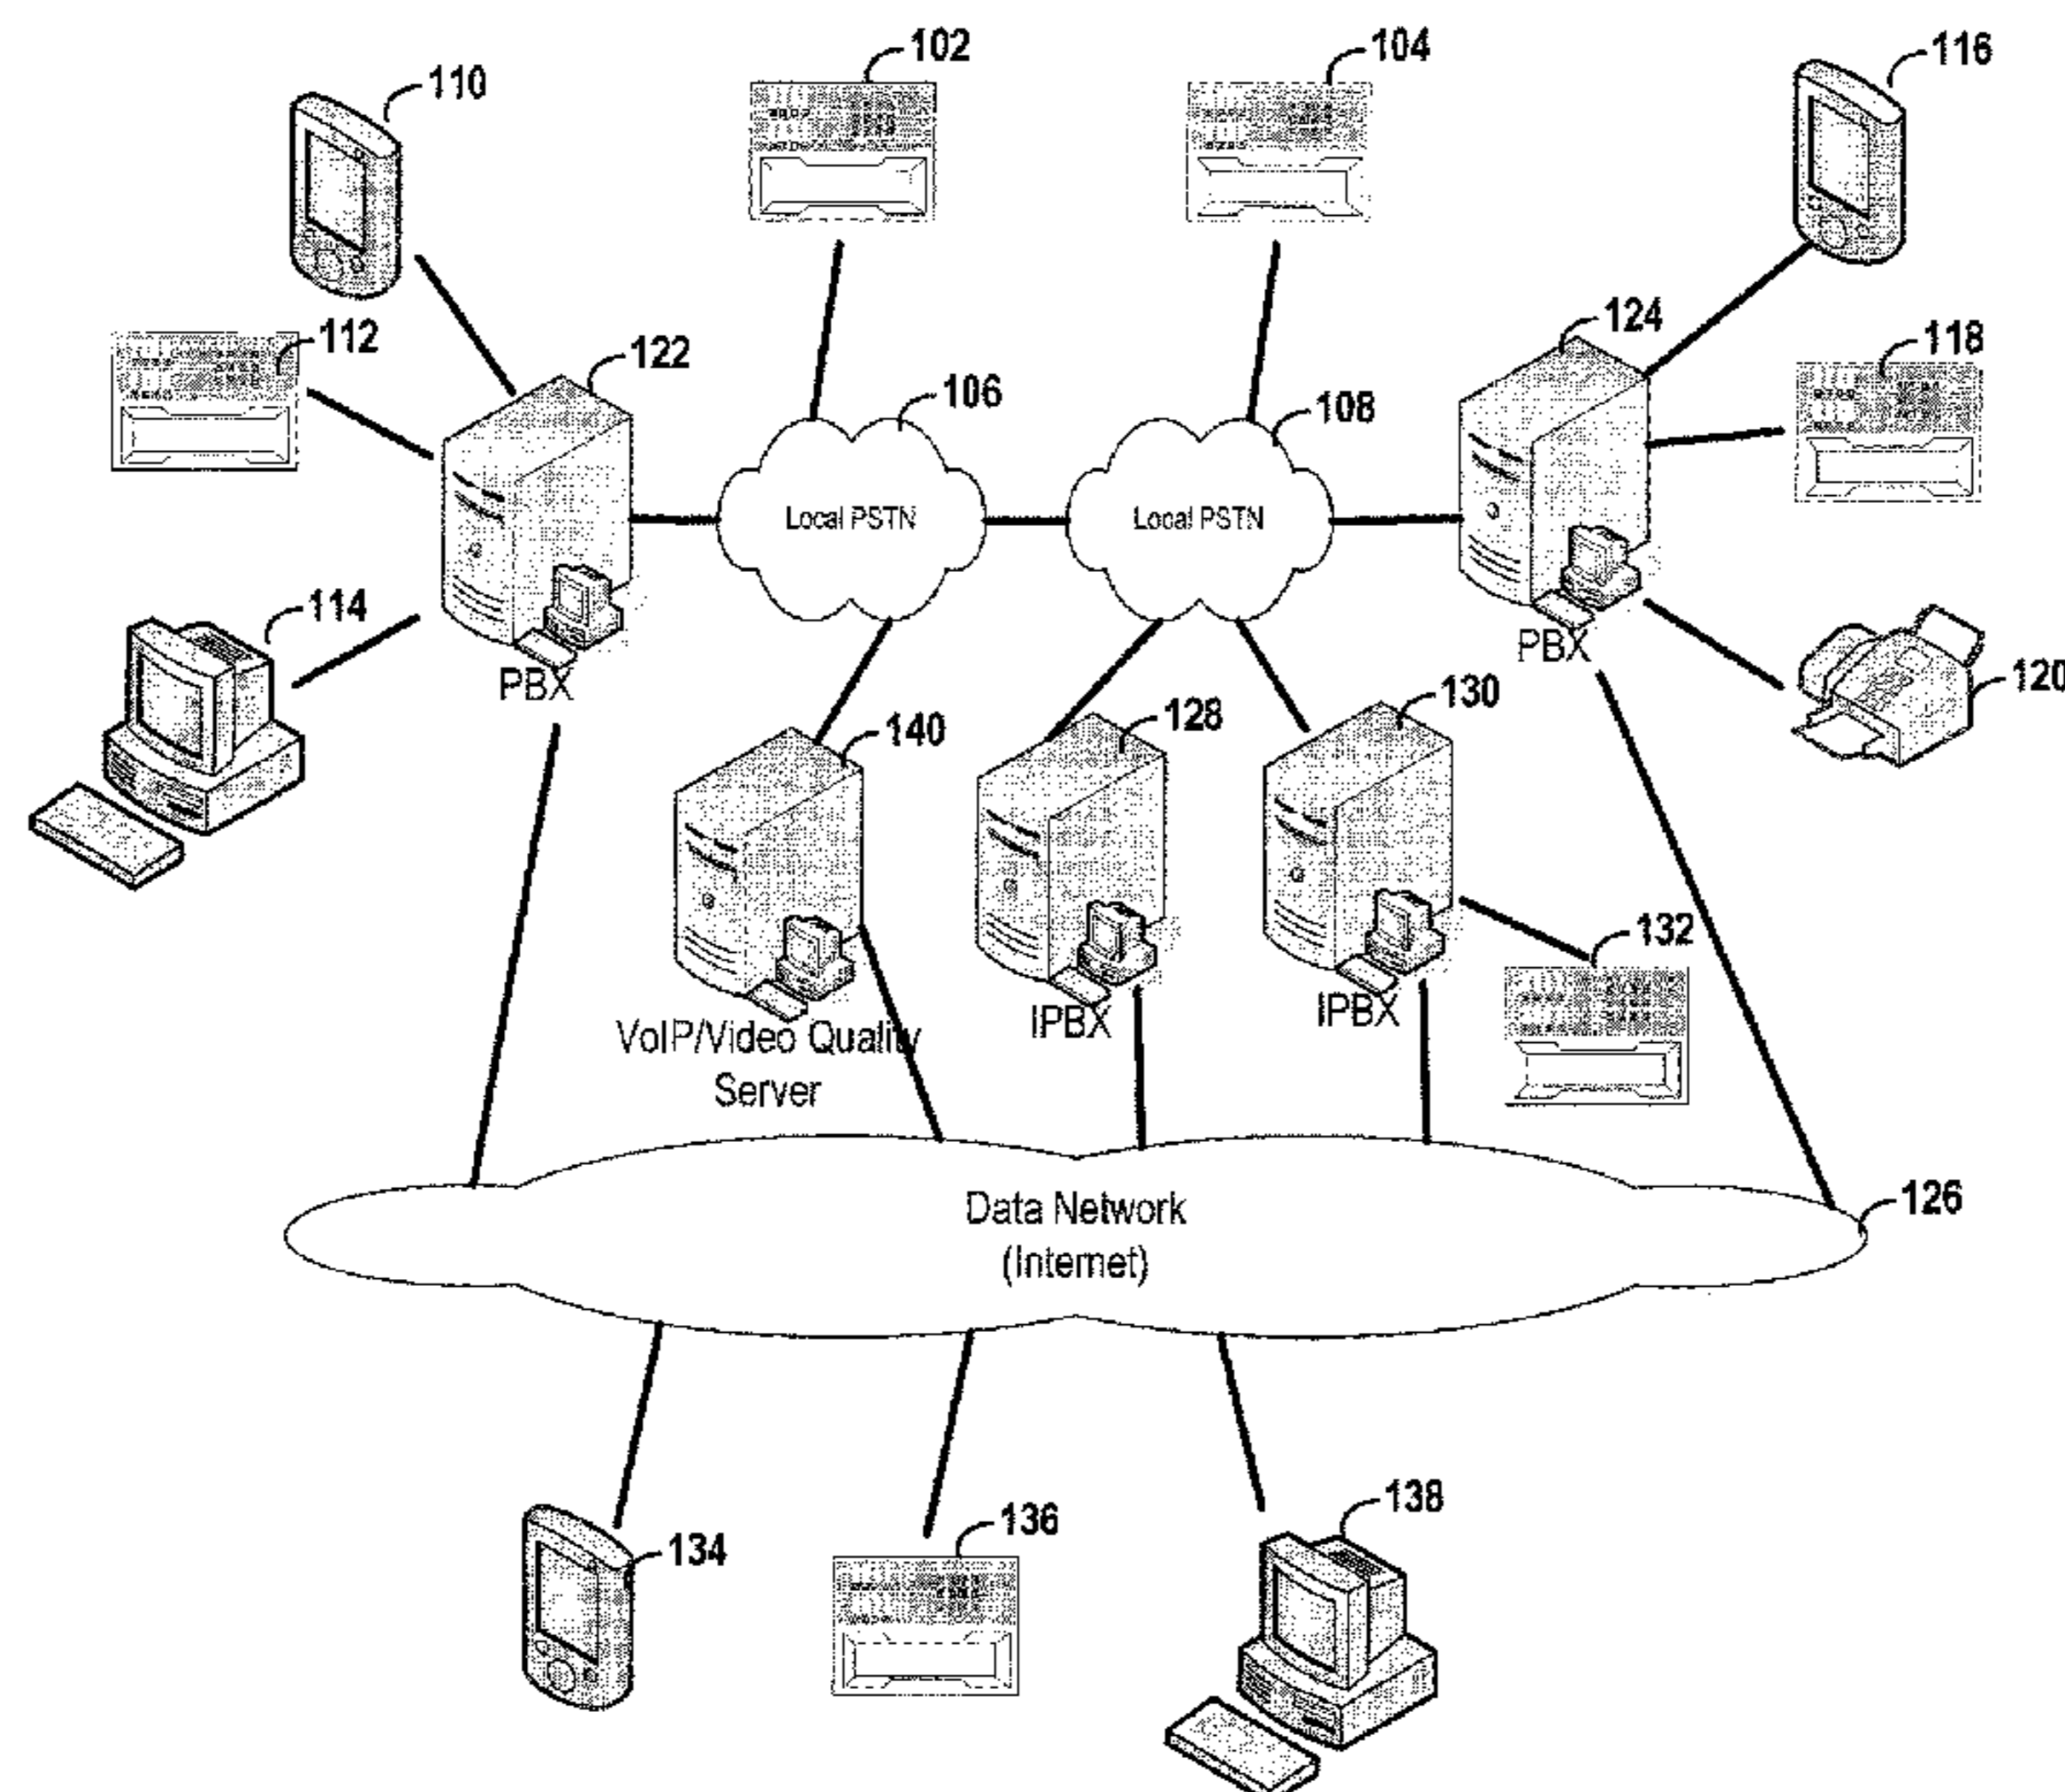 102
104
116
110
124
112
122
118
106
108
Local PSTN
Local PSTN
114
PBX
PBX
120
140
128
130
132
IPBX
IPBX
VoIP/Video Quality
Server
Data Network
(Internet)
126
134
136
138